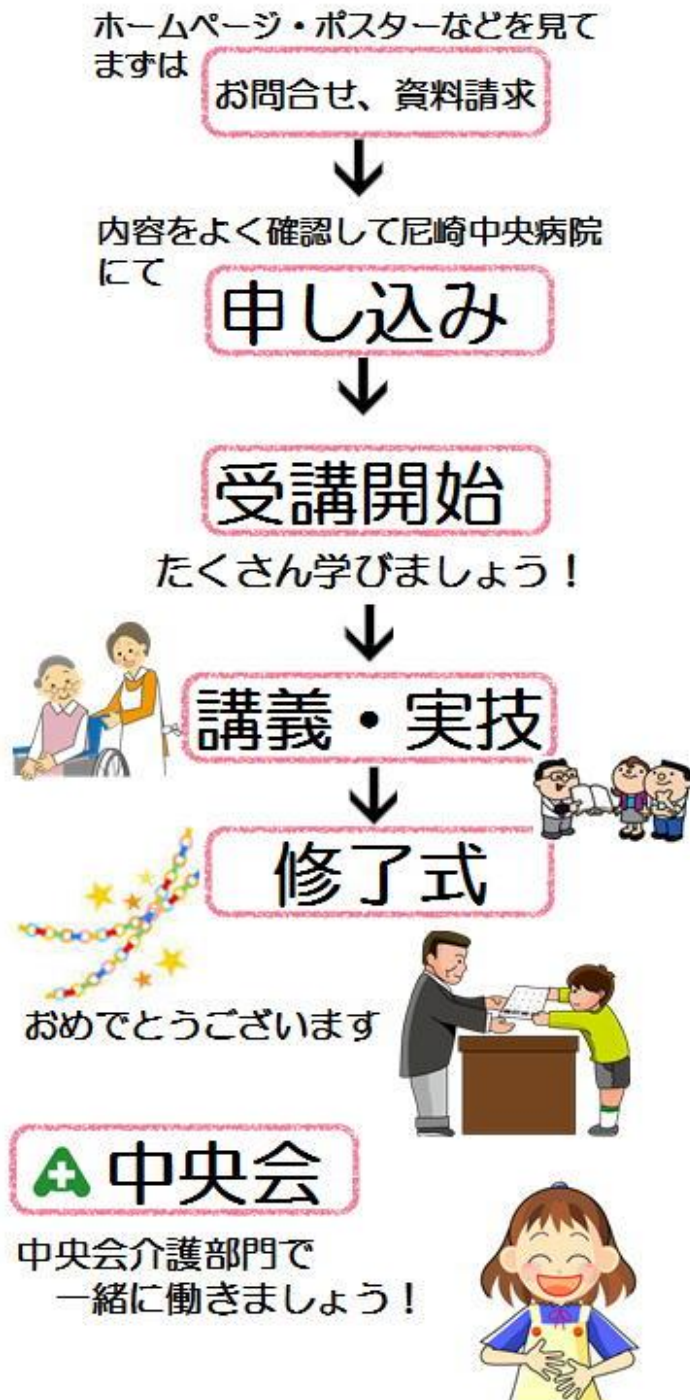 ホームページ・ポスターなどを見て
まずは
お問合せ、資料請求
内容をよく確認して尼崎中央病院
にて
申し込み
受講開始
たくさん学びましょう！
講義・実技
修了式
おめでとうございます
中央会
中央会介護部門で
一緒に働きましょう！